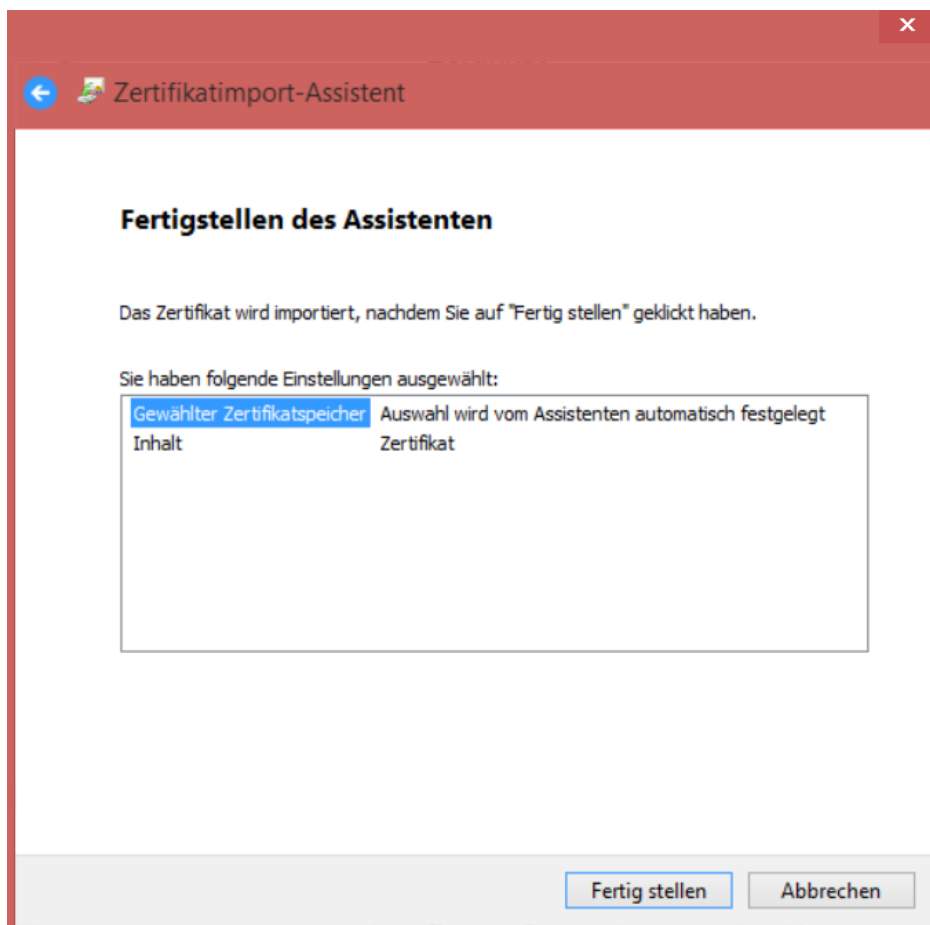 Zertifikatimport-Assistent
Fertigstellen des Assistenten
Das Zertifikat wird importiert, nachdem Sie auf "Fertig stellen" geklickt haben.
Sie haben folgende Einstellungen ausgewählt:
Gewählter Zertifikatspeicher Auswahl wird vom Assistenten automatisch festgelegt
Inhalt Zertifikat
Fertig stellen Abbrechen